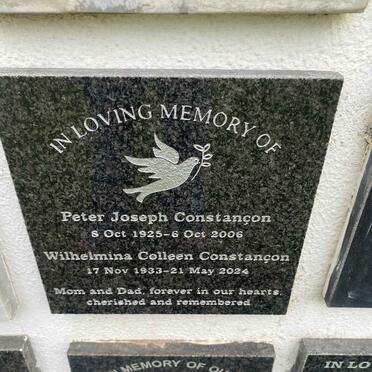 IN LOVING MEMORY OF
Peter Joseph Constançon
8 Oct 1925-6 Oct 2006
Wilhelmina Colleen Constançon
17 Nov 1933-21 May 2024
Mom and Dad, forever in our hearts,
cherished and remembered
IN MEMORY OF
IN